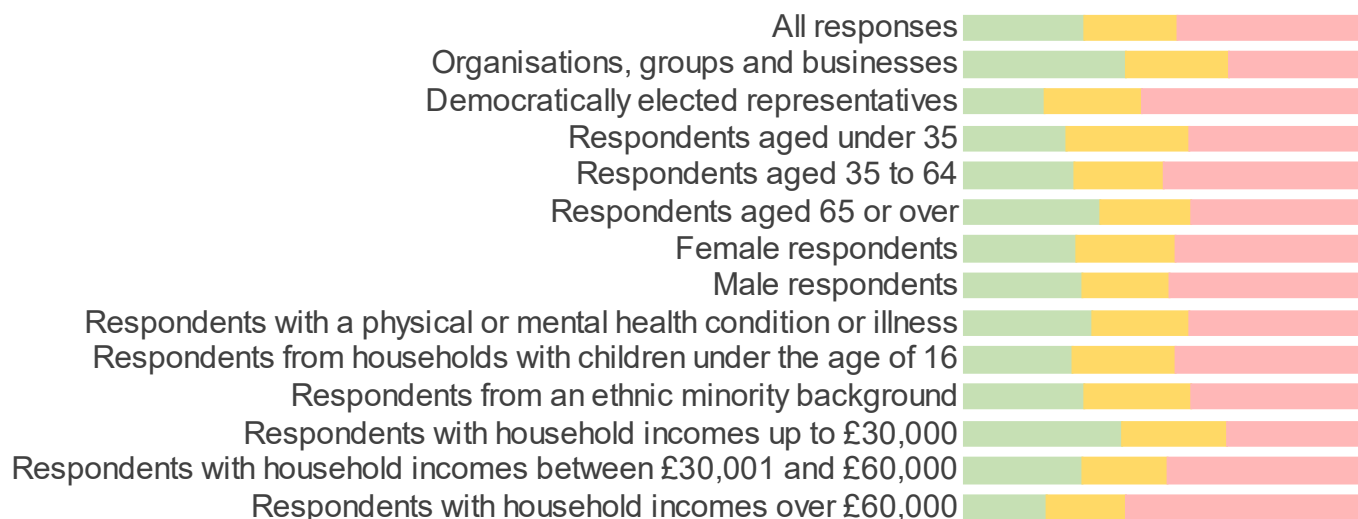 All responses
Organisations, groups and businesses
Democratically elected representatives
Respondents aged under 35
Respondents aged 35 to 64
Respondents aged 65 or over
Female respondents
Male respondents
Respondents with a physical or mental health condition or illness
Respondents from households with children under the age of 16
Respondents from an ethnic minority background
Respondents with household incomes up to £30,000
Respondents with household incomes between £30,001 and £60,000
Respondents with household incomes over £60,000